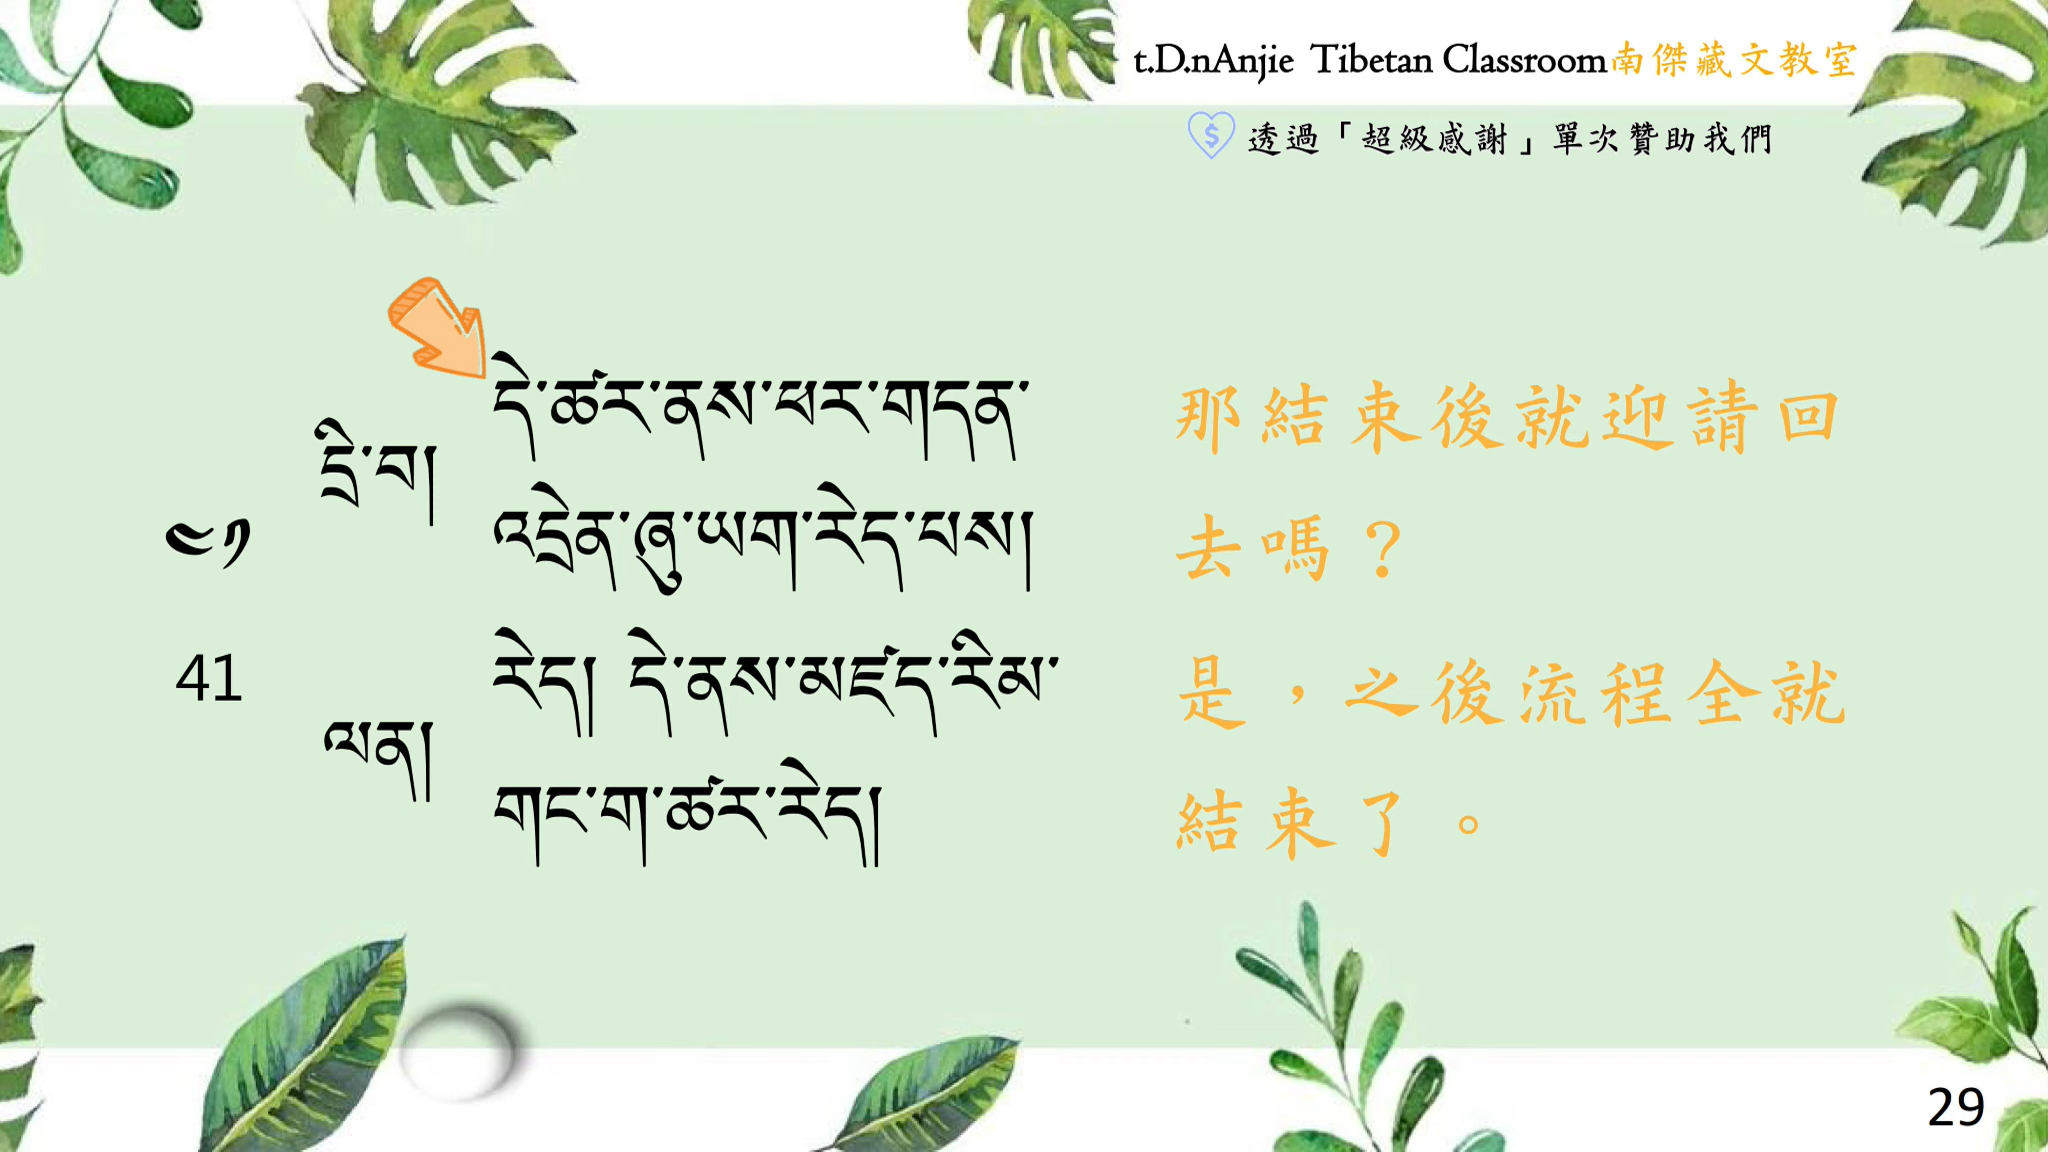 t.D.nAnjie Tibetan Classroom南傑藏文教室
透過「超級感謝」單次贊助我們
༤༡
41
དྲི་བ།
དེ་ཚར་ནས་ཕར་གདན་
འདྲེན་ཞུ་ཡག་རེད་པས།
那結束後就迎請回
去嗎？
ལན།
རེད། དེ་ནས་མཛད་རིམ་
གང་ག་ཚར་རེད།
是，之後流程全就
結束了。
29